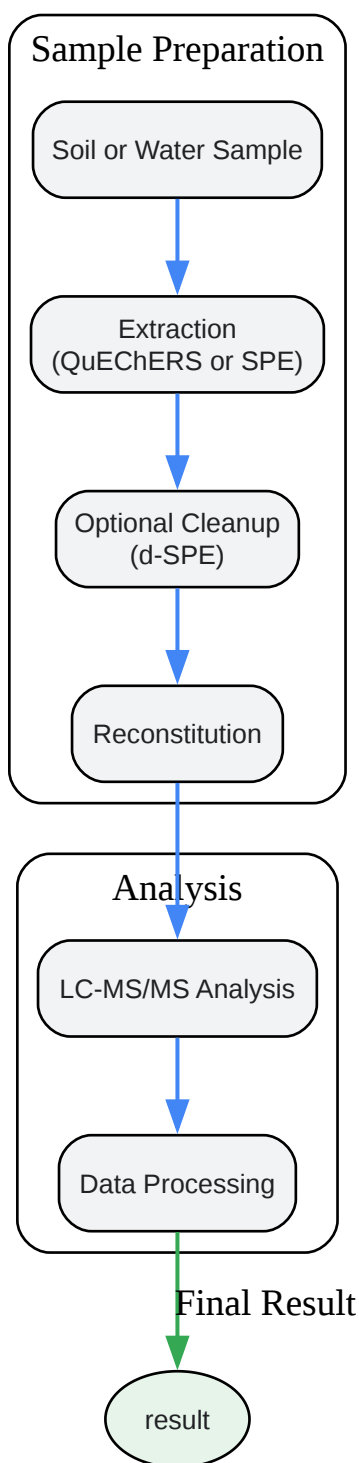 Sample Preparation
Soil or Water Sample
Extraction
(QuEChERS or SPE)
Optional Cleanup
(d-SPE)
Reconstitution
Analysis
LC-MS/MS Analysis
Data Processing
Final Result
result